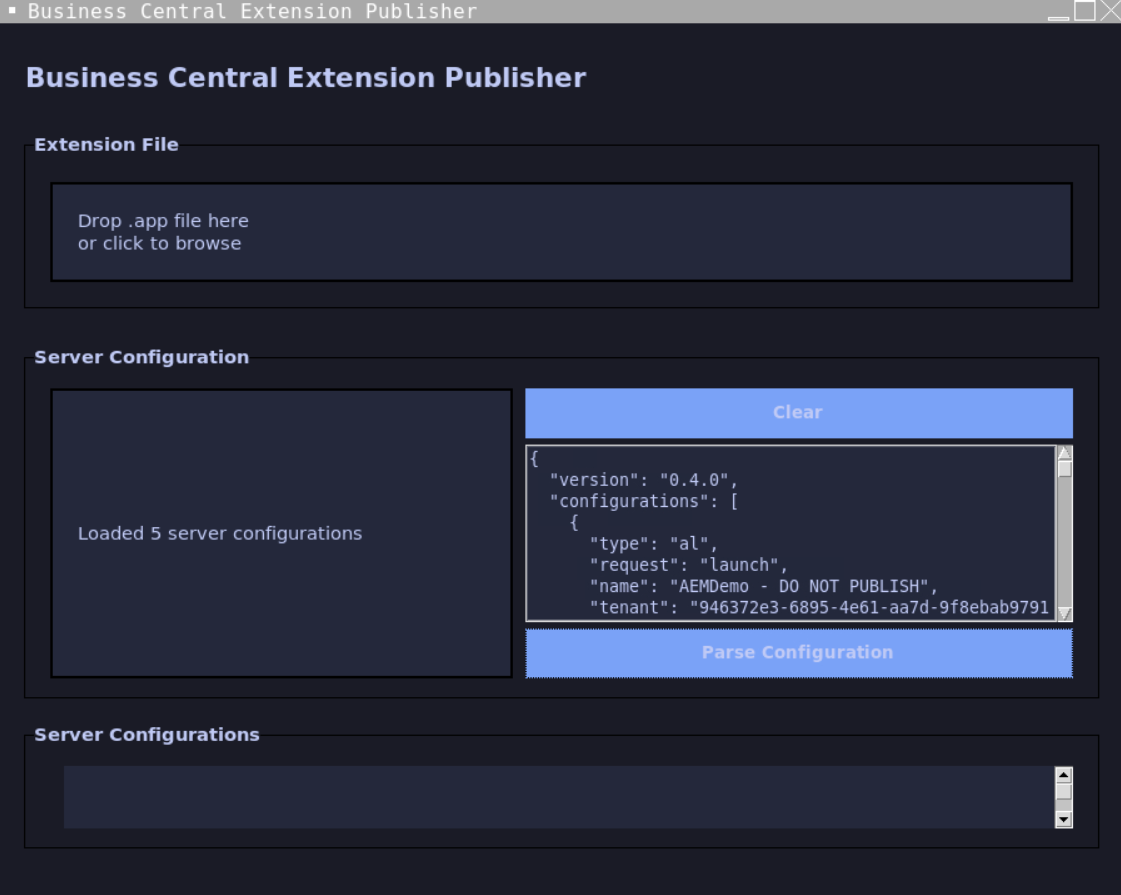 Business Central Extension Publisher
Business Central Extension Publisher
Extension File
Drop .app file here
or click to browse
Server Configuration
Loaded 5 server configurations
Clear
{
  "version": "0.4.0",
  "configurations": [
    {
      "type": "al",
      "request": "launch",
      "name": "AEMDemo - DO NOT PUBLISH",
      "tenant": "946372e3-6895-4e61-aa7d-9f8ebab9791
Parse Configuration
Server Configurations